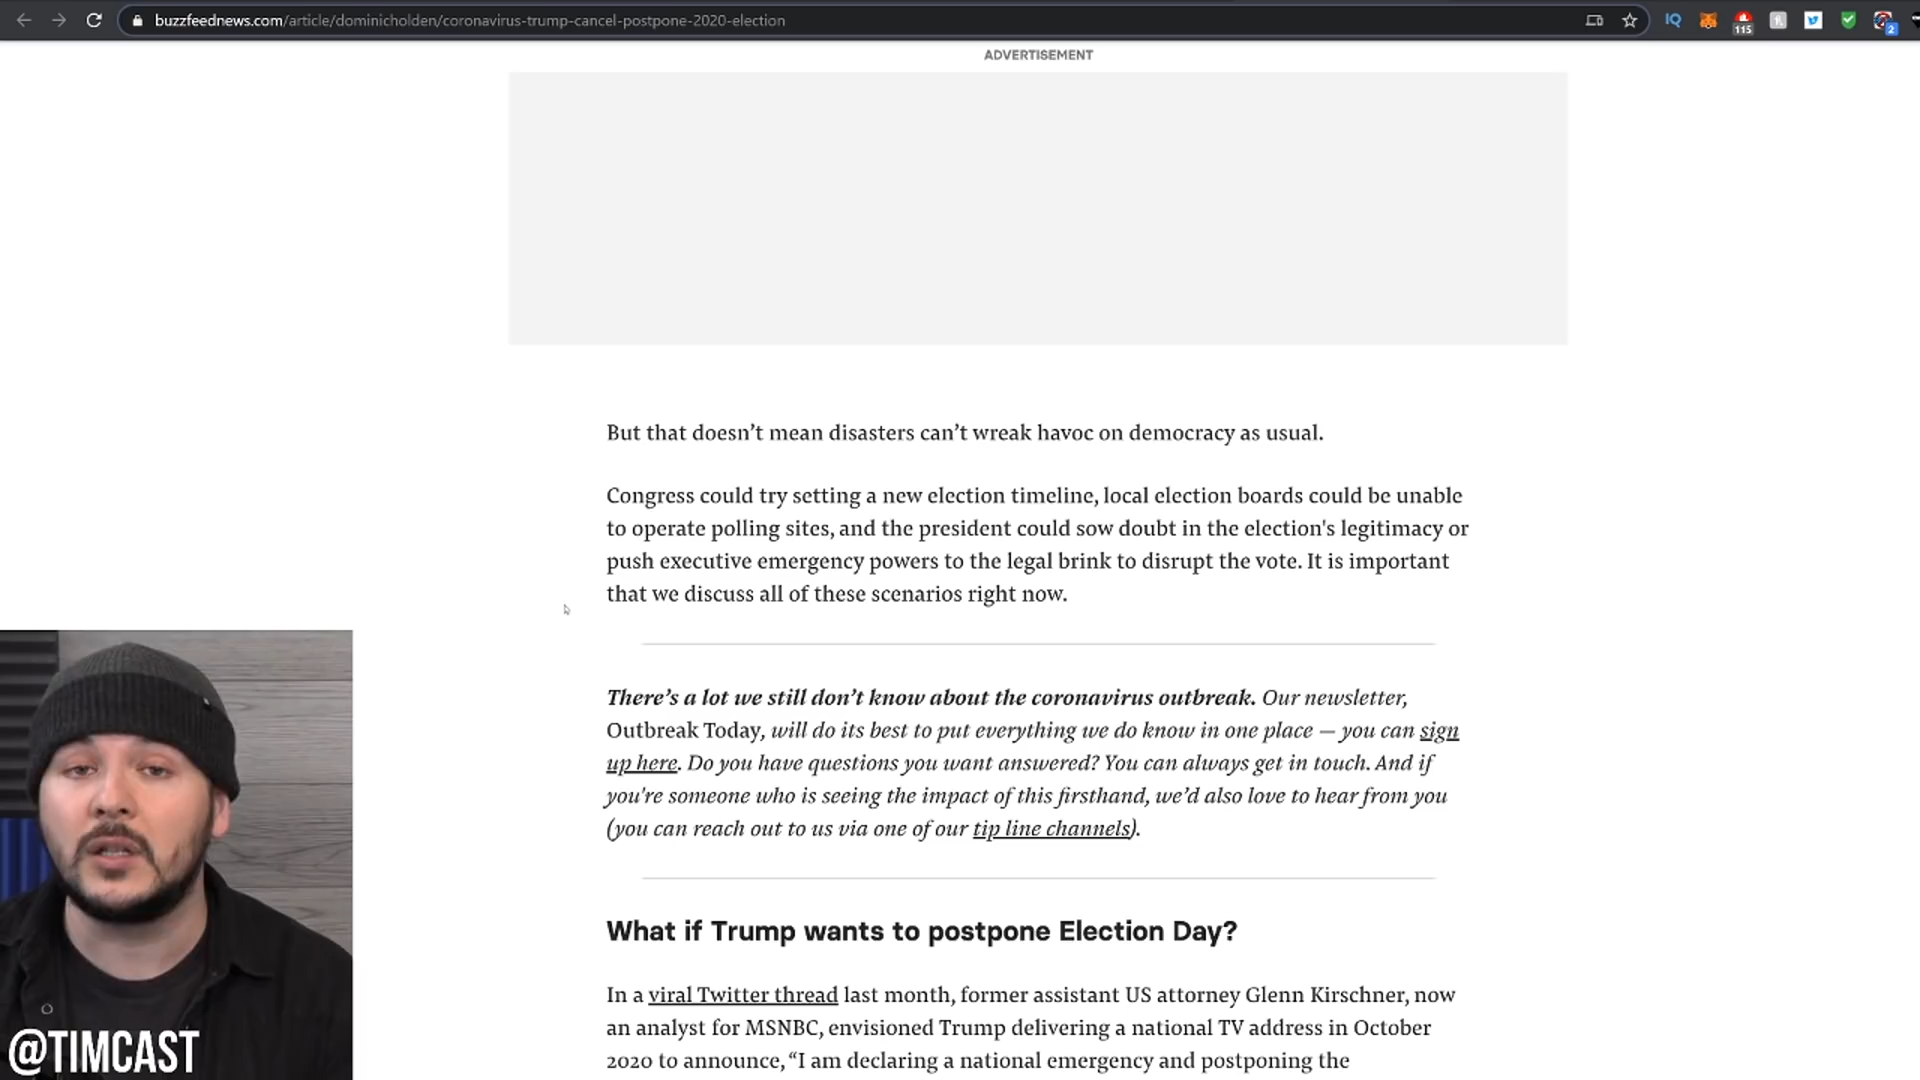 buzzfeednews.com/article/dominicholden/coronavirus-trump-cancel-postpone-2020-election
IQ
115
2
ADVERTISEMENT
But that doesn’t mean disasters can’t wreak havoc on democracy as usual.
Congress could try setting a new election timeline, local election boards could be unable
to operate polling sites, and the president could sow doubt in the election's legitimacy or
push executive emergency powers to the legal brink to disrupt the vote. It is important
that we discuss all of these scenarios right now.
There’s a lot we still don’t know about the coronavirus outbreak. Our newsletter,
Outbreak Today, will do its best to put everything we do know in one place — you can sign
up here. Do you have questions you want answered? You can always get in touch. And if
you're someone who is seeing the impact of this firsthand, we’d also love to hear from you
(you can reach out to us via one of our tip line channels).
What if Trump wants to postpone Election Day?
In a viral Twitter thread last month, former assistant US attorney Glenn Kirschner, now
an analyst for MSNBC, envisioned Trump delivering a national TV address in October
2020 to announce, “I am declaring a national emergency and postponing the
@TIMCAST